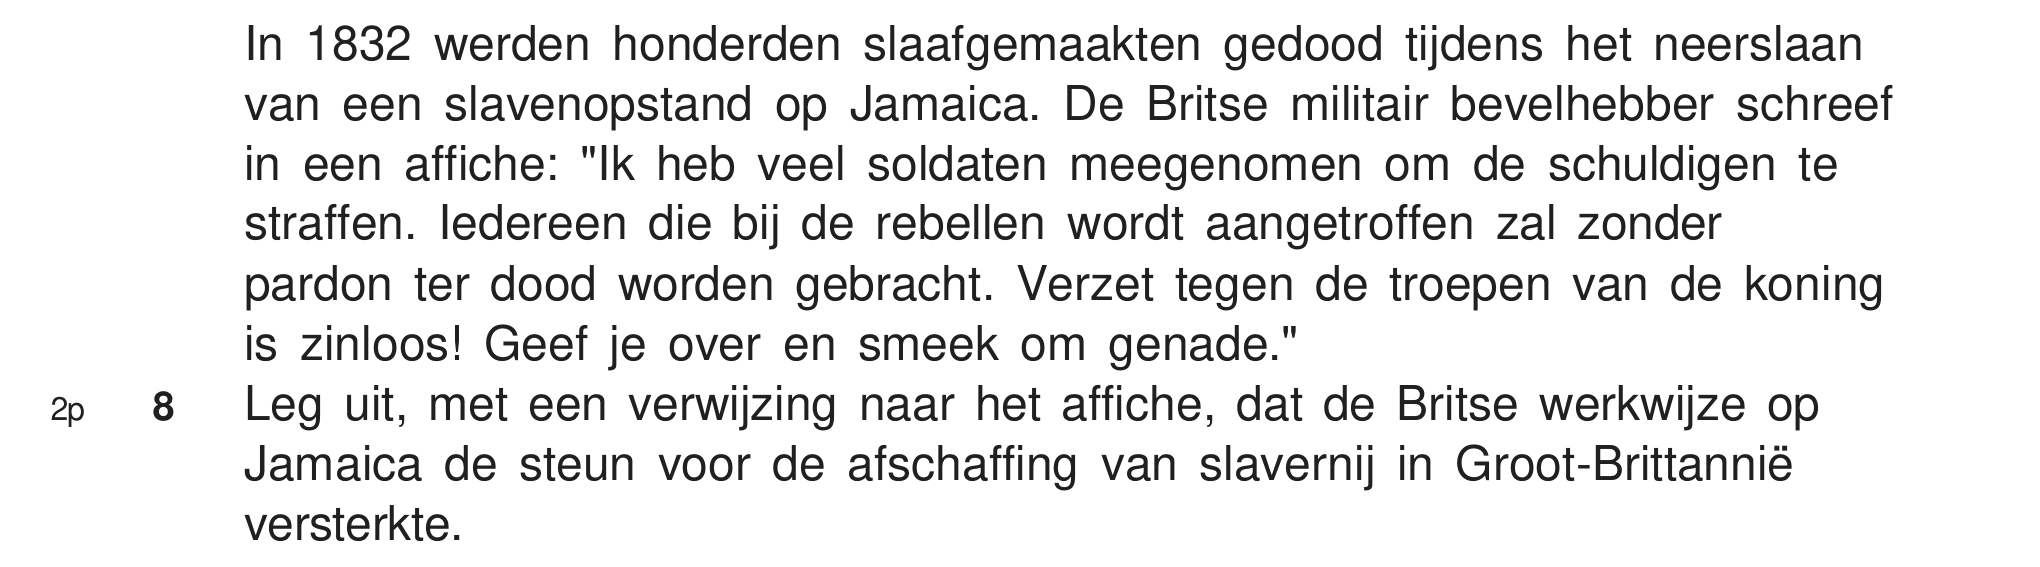 In 1832 werden honderden slaafgemaakten gedood tijdens het neerslaan
van een slavenopstand op Jamaica. De Britse militair bevelhebber schreef
in een affiche: "Ik heb veel soldaten meegenomen om de schuldigen te
straffen. Iedereen die bij de rebellen wordt aangetroffen zal zonder
pardon ter dood worden gebracht. Verzet tegen de troepen van de koning
is zinloos! Geef je over en smeek om genade."
2p 8 Leg uit, met een verwijzing naar het affiche, dat de Britse werkwijze op
Jamaica de steun voor de afschaffing van slavernij in Groot-Brittannië
versterkte.